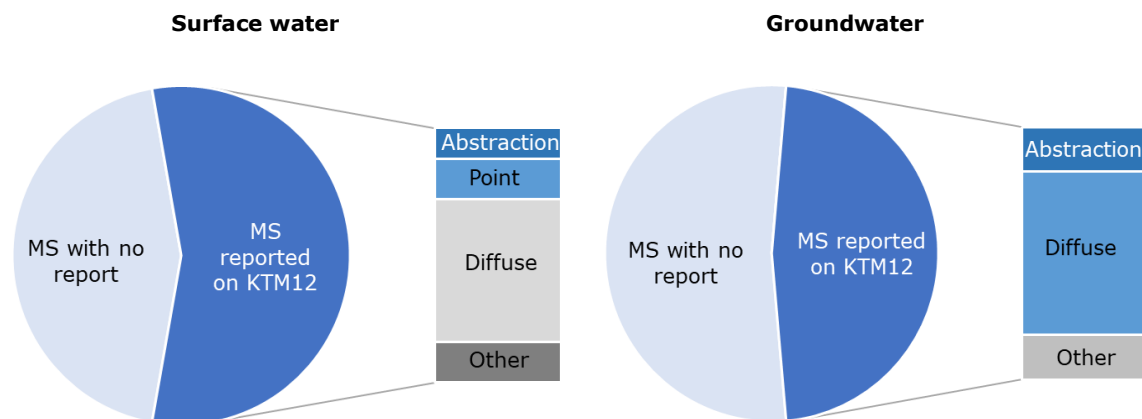 Surface water
MS with no
report
MS
reported
on KTM12
Abstraction
Point
Diffuse
Other
Groundwater
MS with no
report
MS reported
on KTM12
Abstraction
Diffuse
Other